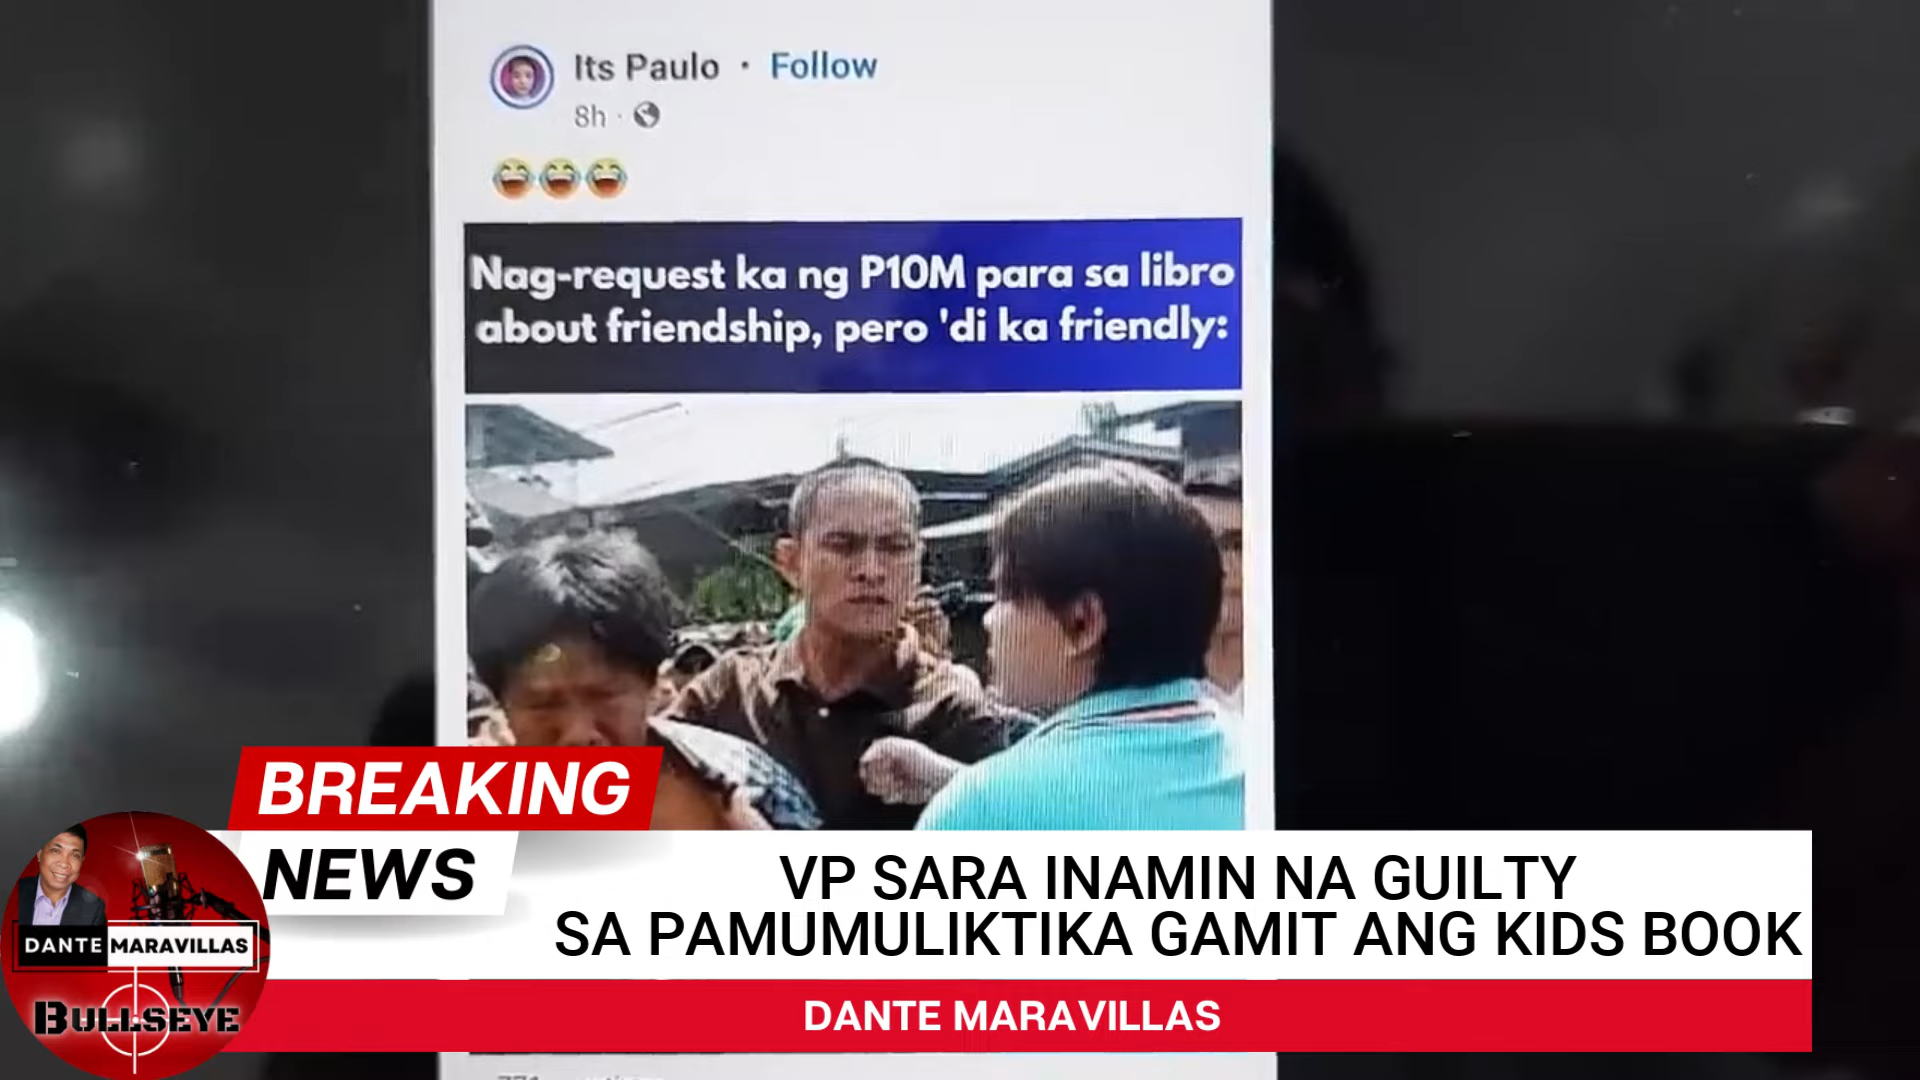 Its Paulo · Follow
8h ·
😂😂😂
Nag-request ka ng P10M para sa libro
about friendship, pero 'di ka friendly:
BREAKING
NEWS
VP SARA INAMIN NA GUILTY
SA PAMUMULIKTIKA GAMIT ANG KIDS BOOK
DANTE MARAVILLAS
BULLSEYE
DANTE MARAVILLAS